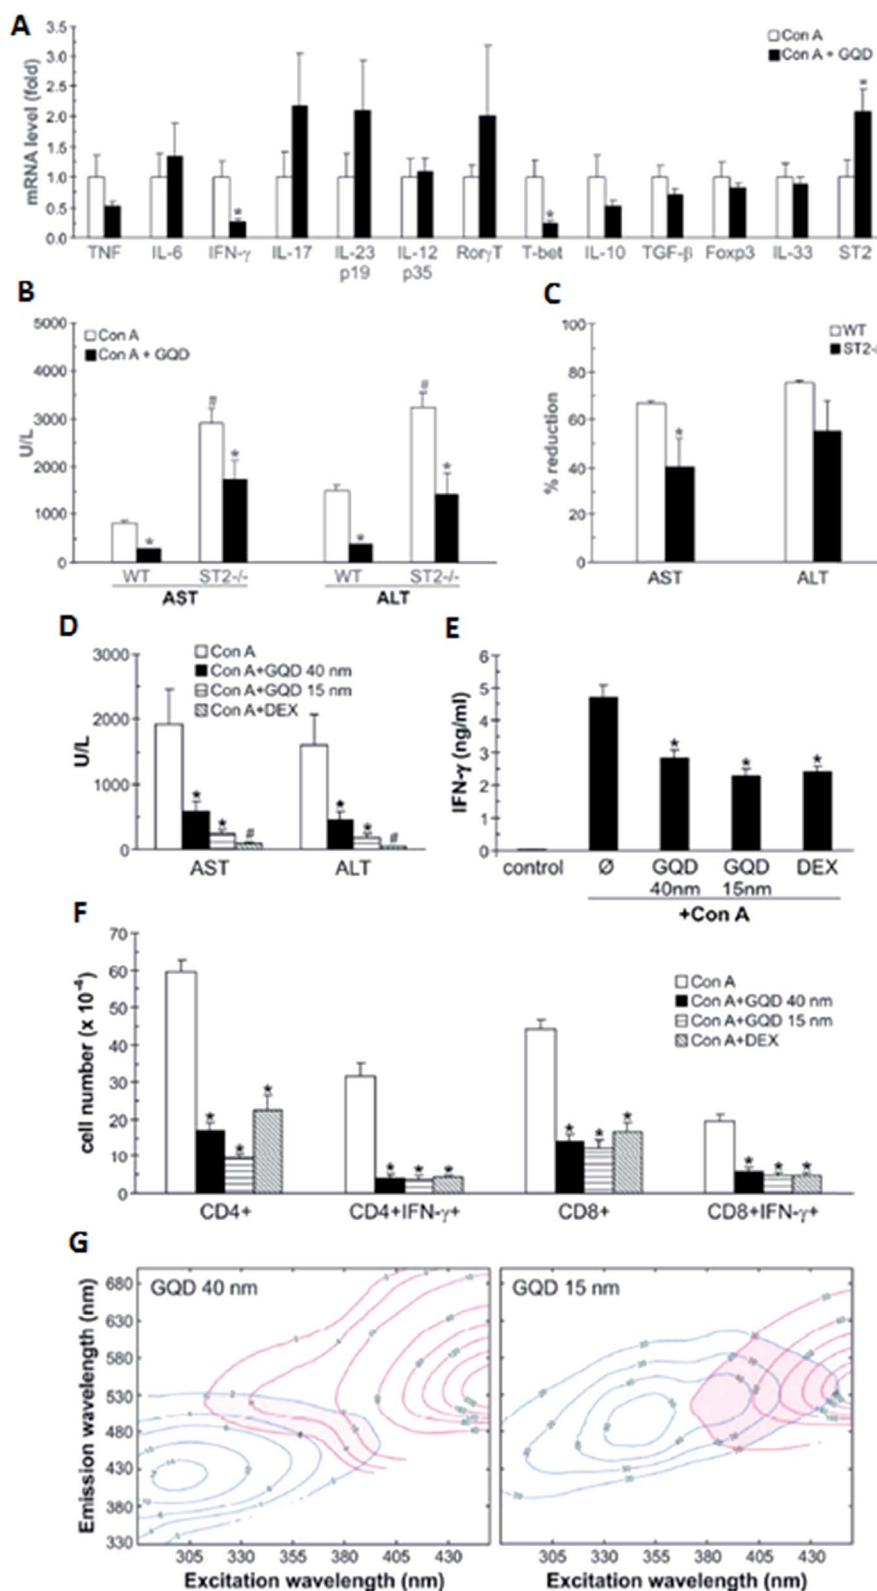 A
mRNA level (fold)
3.5
3.0
2.5
2.0
1.5
1.0
0.5
0.0
Con A
Con A + GQD
*
*
*
TNF IL-6 IFN-γ IL-17 IL-23 IL-12 RorγT T-bet IL-10 TGF-β Foxp3 IL-33 ST2
p19 p35
B
U/L
5000
4000
3000
2000
1000
0
Con A
Con A + GQD
* # * * # *
WT ST2-/- WT ST2-/-
AST ALT
C
% reduction
100
80
60
40
20
0
WT
ST2-/
*
AST ALT
D
U/L
3000
2000
1000
0
Con A
Con A+GQD 40 nm
Con A+GQD 15 nm
Con A+DEX
* * # * * #
AST ALT
E
IFN-γ (ng/ml)
6
5
4
3
2
1
0
* * *
control Ø GQD GQD DEX
40nm 15nm
+Con A
F
cell number (x 10⁻⁴)
70
60
50
40
30
20
10
0
Con A
Con A+GQD 40 nm
Con A+GQD 15 nm
Con A+DEX
* * * * * * * * * * * *
CD4+ CD4+IFN-γ+ CD8+ CD8+IFN-γ+
G
Emission wavelength (nm)
680
630
580
530
480
430
380
330
GQD 40 nm GQD 15 nm
305 330 355 380 405 430 305 330 355 380 405 430
Excitation wavelength (nm) Excitation wavelength (nm)